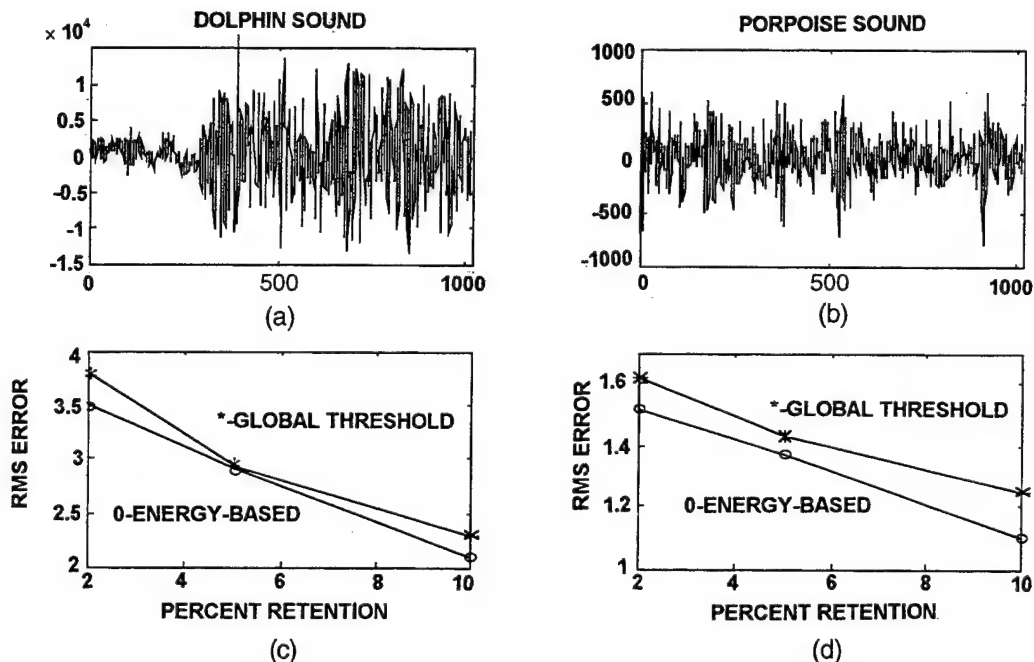 DOLPHIN SOUND
× 10⁴
1
0.5
0
-0.5
-1
-1.5
0
500
1000
(a)
PORPOISE SOUND
1000
500
0
-500
-1000
0
500
1000
(b)
4
3.5
3
2.5
2
RMS ERROR
*-GLOBAL THRESHOLD
0-ENERGY-BASED
2
4
6
8
10
PERCENT RETENTION
(c)
1.6
1.4
1.2
1
RMS ERROR
*-GLOBAL THRESHOLD
0-ENERGY-BASED
2
4
6
8
10
PERCENT RETENTION
(d)